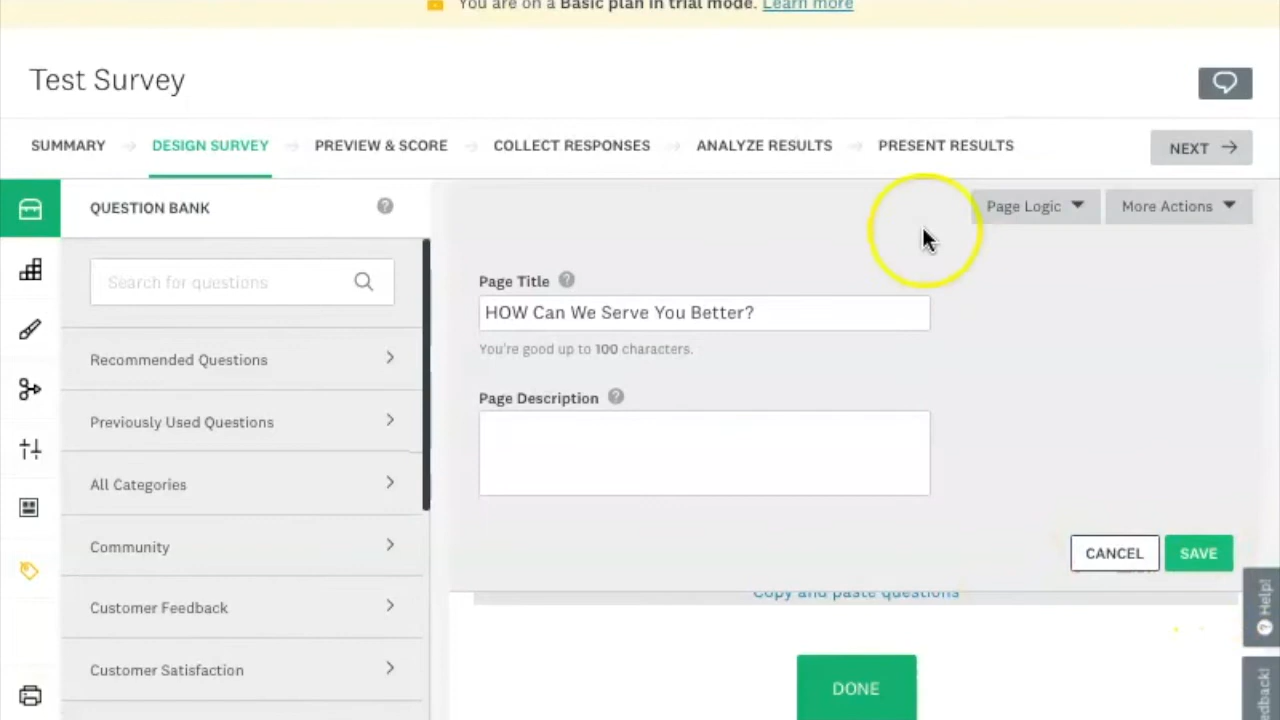 You are on a Basic plan in trial mode. Learn more
Test Survey
SUMMARY
DESIGN SURVEY
PREVIEW & SCORE
COLLECT RESPONSES
ANALYZE RESULTS
PRESENT RESULTS
NEXT
QUESTION BANK
Page Logic
More Actions
Search for questions
Page Title
HOW Can We Serve You Better?
You're good up to 100 characters.
Recommended Questions
Page Description
Previously Used Questions
All Categories
Community
CANCEL
SAVE
Copy and paste questions
Customer Feedback
Help!
Customer Satisfaction
DONE
edback!